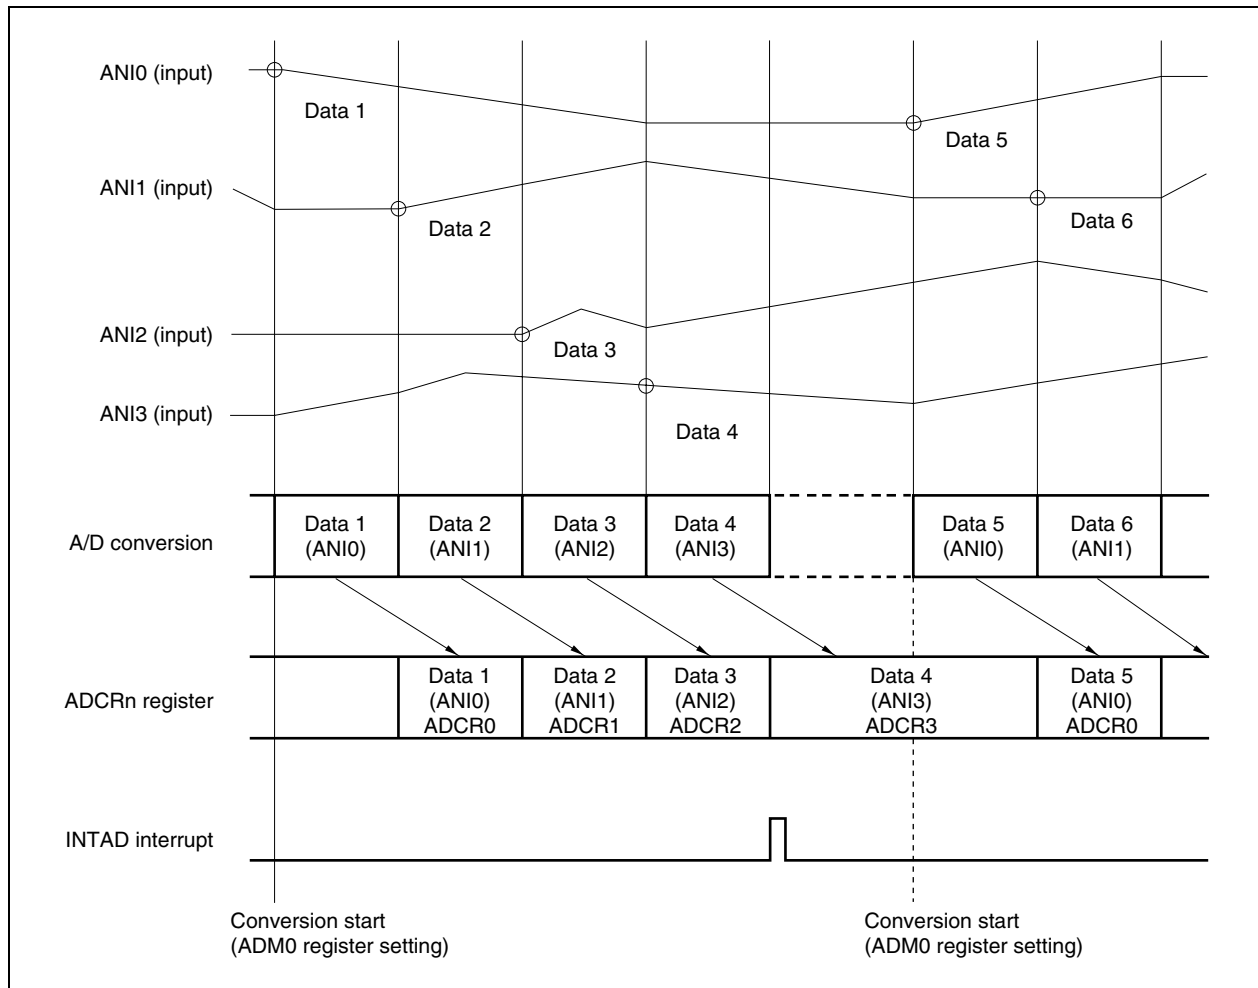 ANI0 (input)
Data 1
Data 5
ANI1 (input)
Data 2
Data 6
ANI2 (input)
Data 3
ANI3 (input)
Data 4
A/D conversion
Data 1
(ANI0)
Data 2
(ANI1)
Data 3
(ANI2)
Data 4
(ANI3)
Data 5
(ANI0)
Data 6
(ANI1)
ADCRn register
Data 1
(ANI0)
ADCR0
Data 2
(ANI1)
ADCR1
Data 3
(ANI2)
ADCR2
Data 4
(ANI3)
ADCR3
Data 5
(ANI0)
ADCR0
INTAD interrupt
Conversion start
(ADM0 register setting)
Conversion start
(ADM0 register setting)